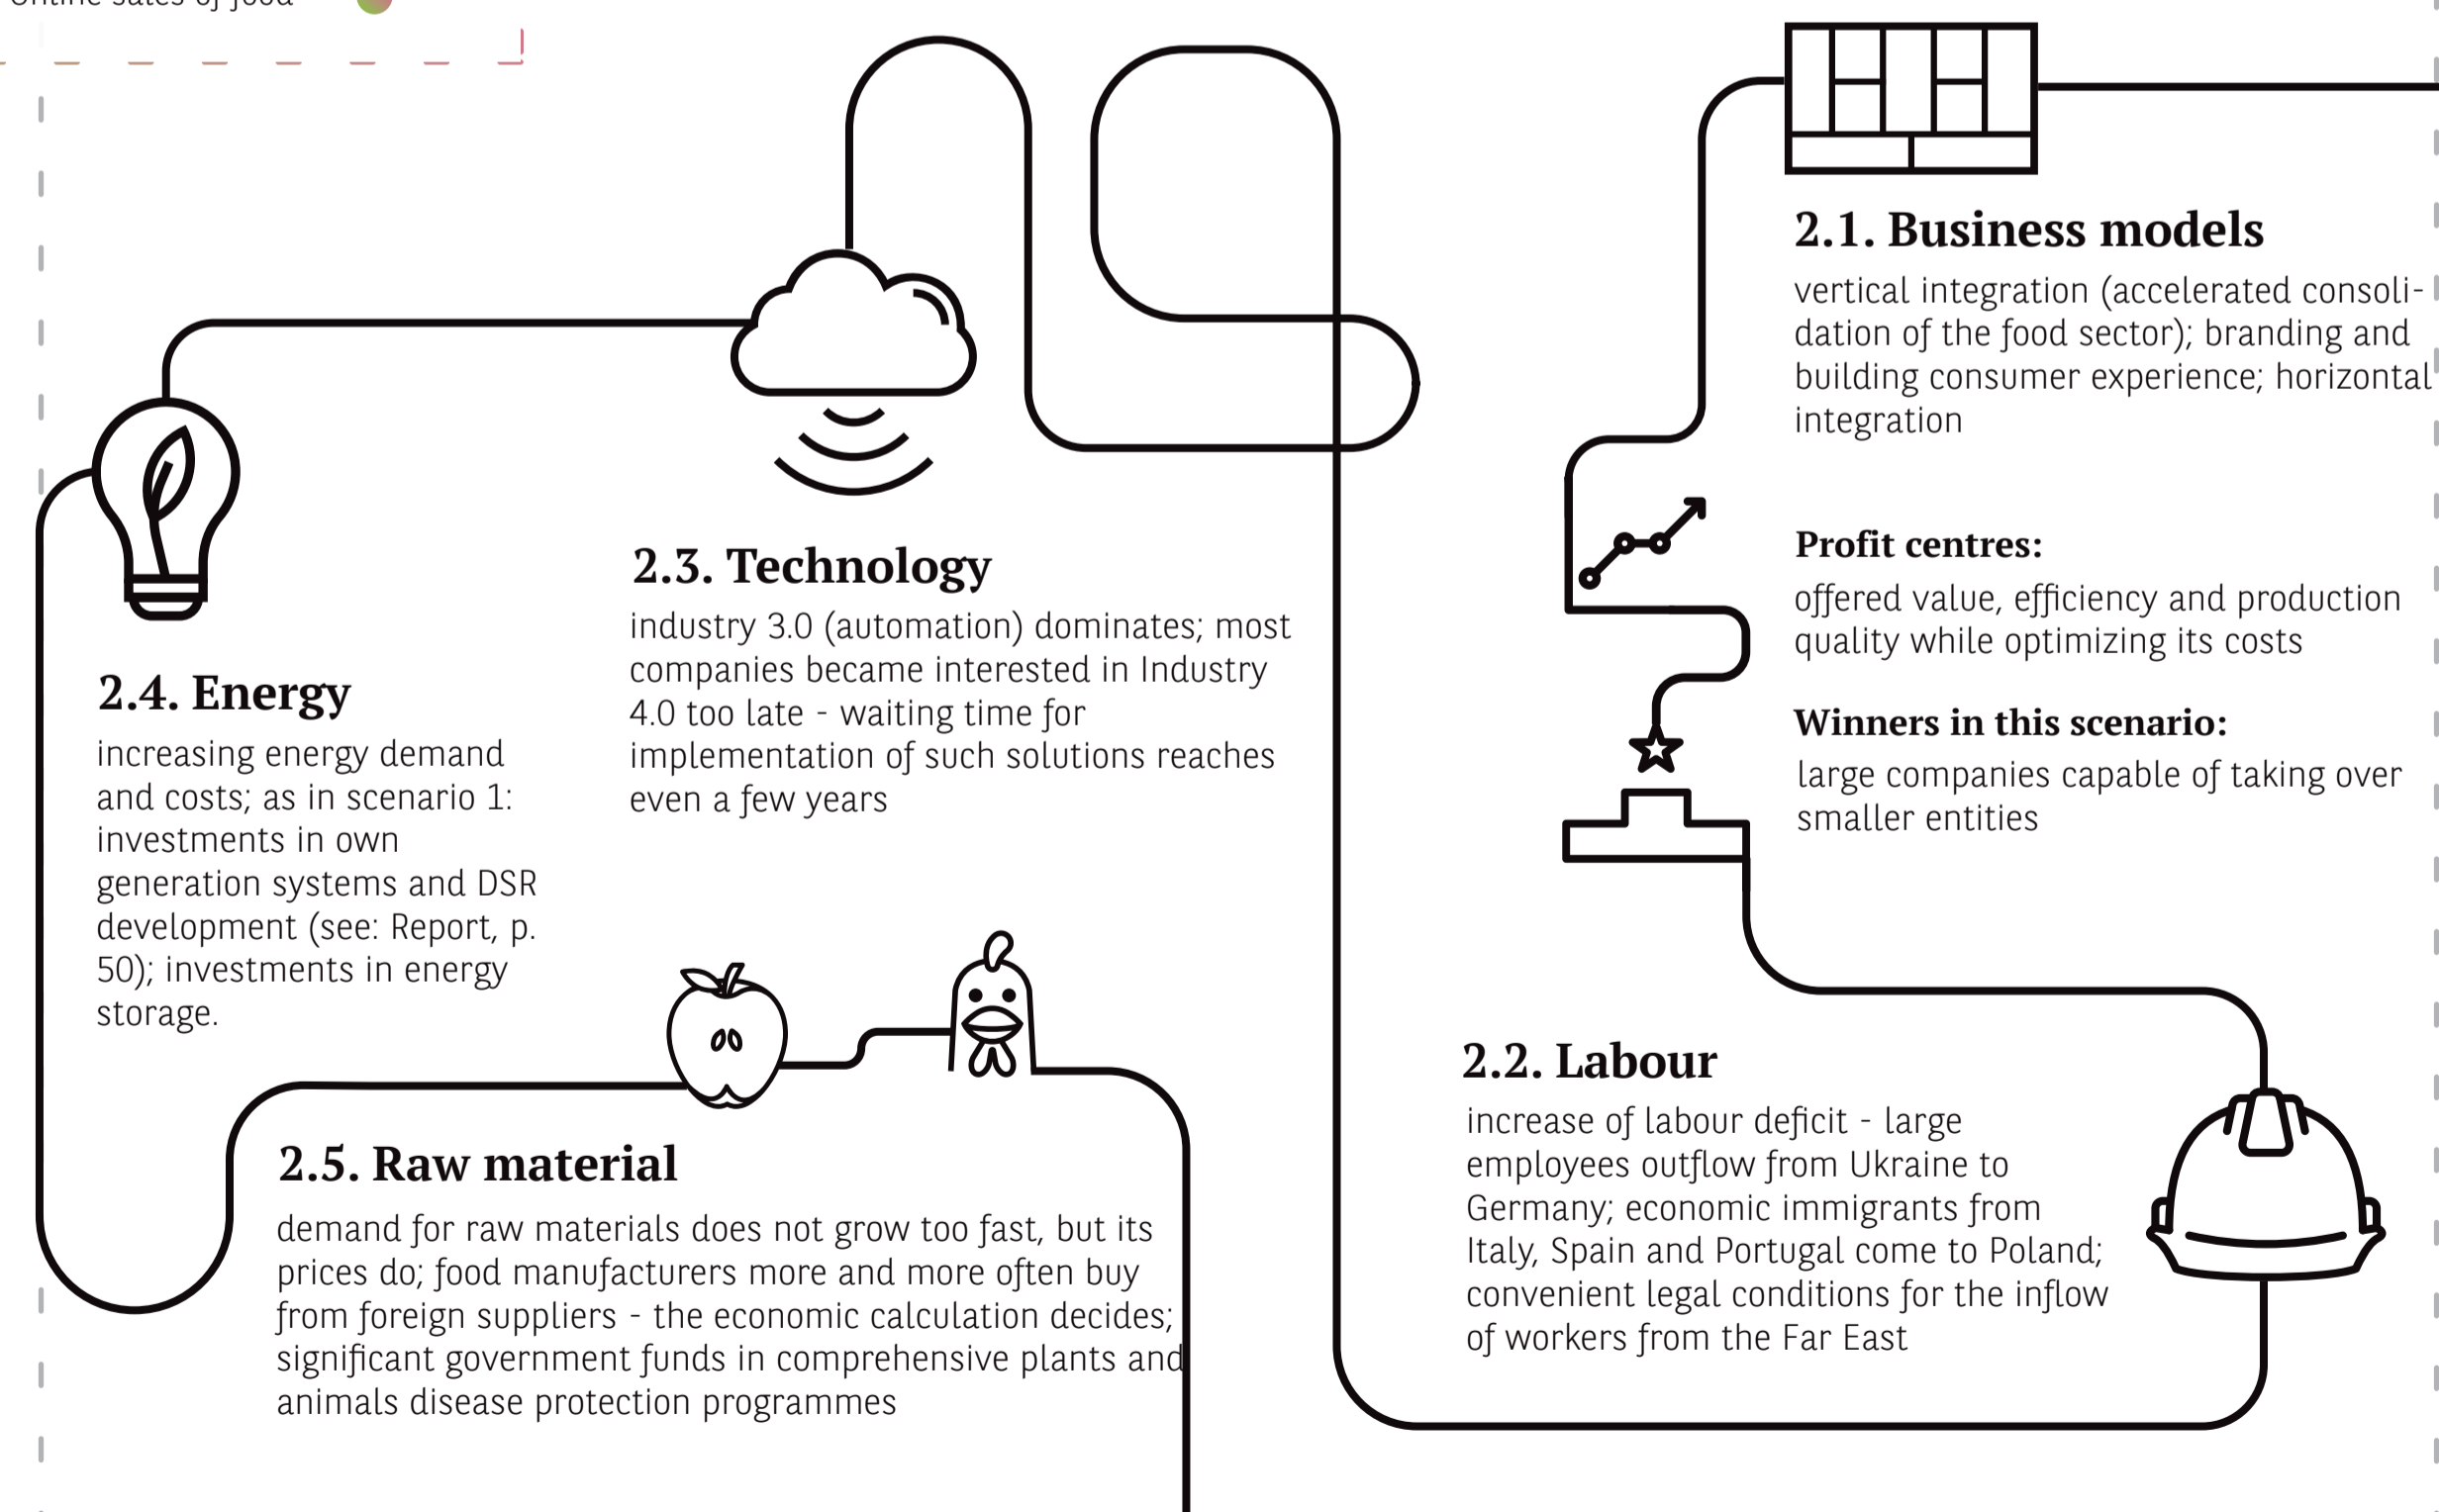 Online sales of food
2.1. Business models
vertical integration (accelerated consoli-
dation of the food sector); branding and
building consumer experience; horizontal
integration
Profit centres:
offered value, efficiency and production
quality while optimizing its costs
Winners in this scenario:
large companies capable of taking over
smaller entities
2.2. Labour
increase of labour deficit - large
employees outflow from Ukraine to
Germany; economic immigrants from
Italy, Spain and Portugal come to Poland;
convenient legal conditions for the inflow
of workers from the Far East
2.3. Technology
industry 3.0 (automation) dominates; most
companies became interested in Industry
4.0 too late - waiting time for
implementation of such solutions reaches
even a few years
2.4. Energy
increasing energy demand
and costs; as in scenario 1:
investments in own
generation systems and DSR
development (see: Report, p.
50); investments in energy
storage.
2.5. Raw material
demand for raw materials does not grow too fast, but its
prices do; food manufacturers more and more often buy
from foreign suppliers - the economic calculation decides;
significant government funds in comprehensive plants and
animals disease protection programmes